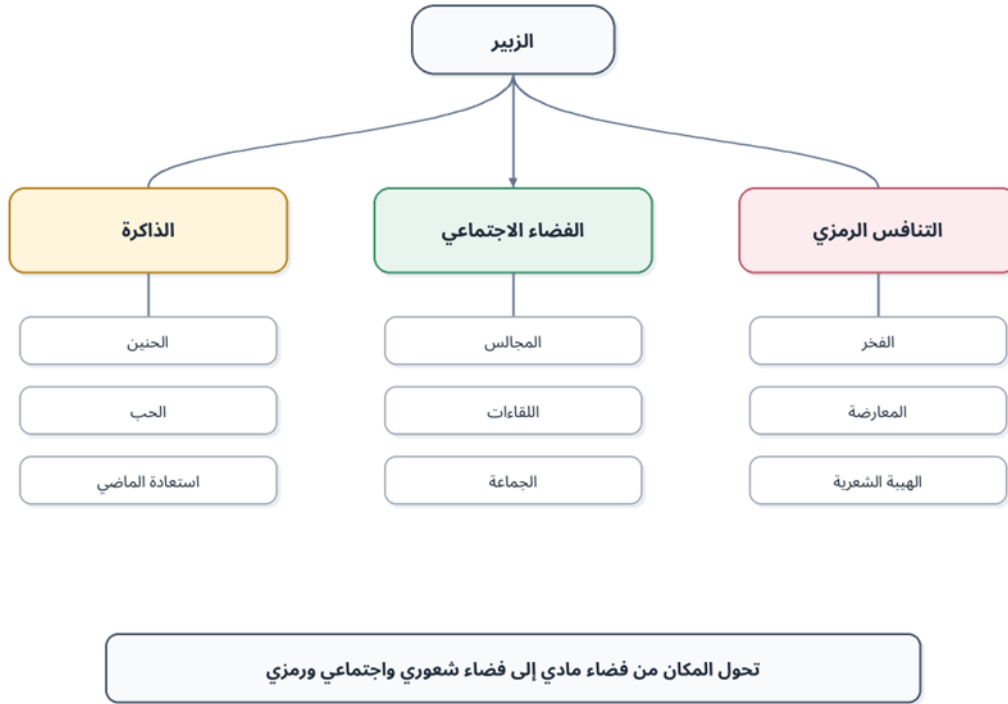 الزبير
التنافس الرمزي
الفضاء الاجتماعي
الذاكرة
الفخر
المجالس
الحنين
المعارضة
اللقاءات
الحب
الهيبة الشعرية
الجماعة
استعادة الماضي
تحول المكان من فضاء مادي إلى فضاء شعوري واجتماعي ورمزي